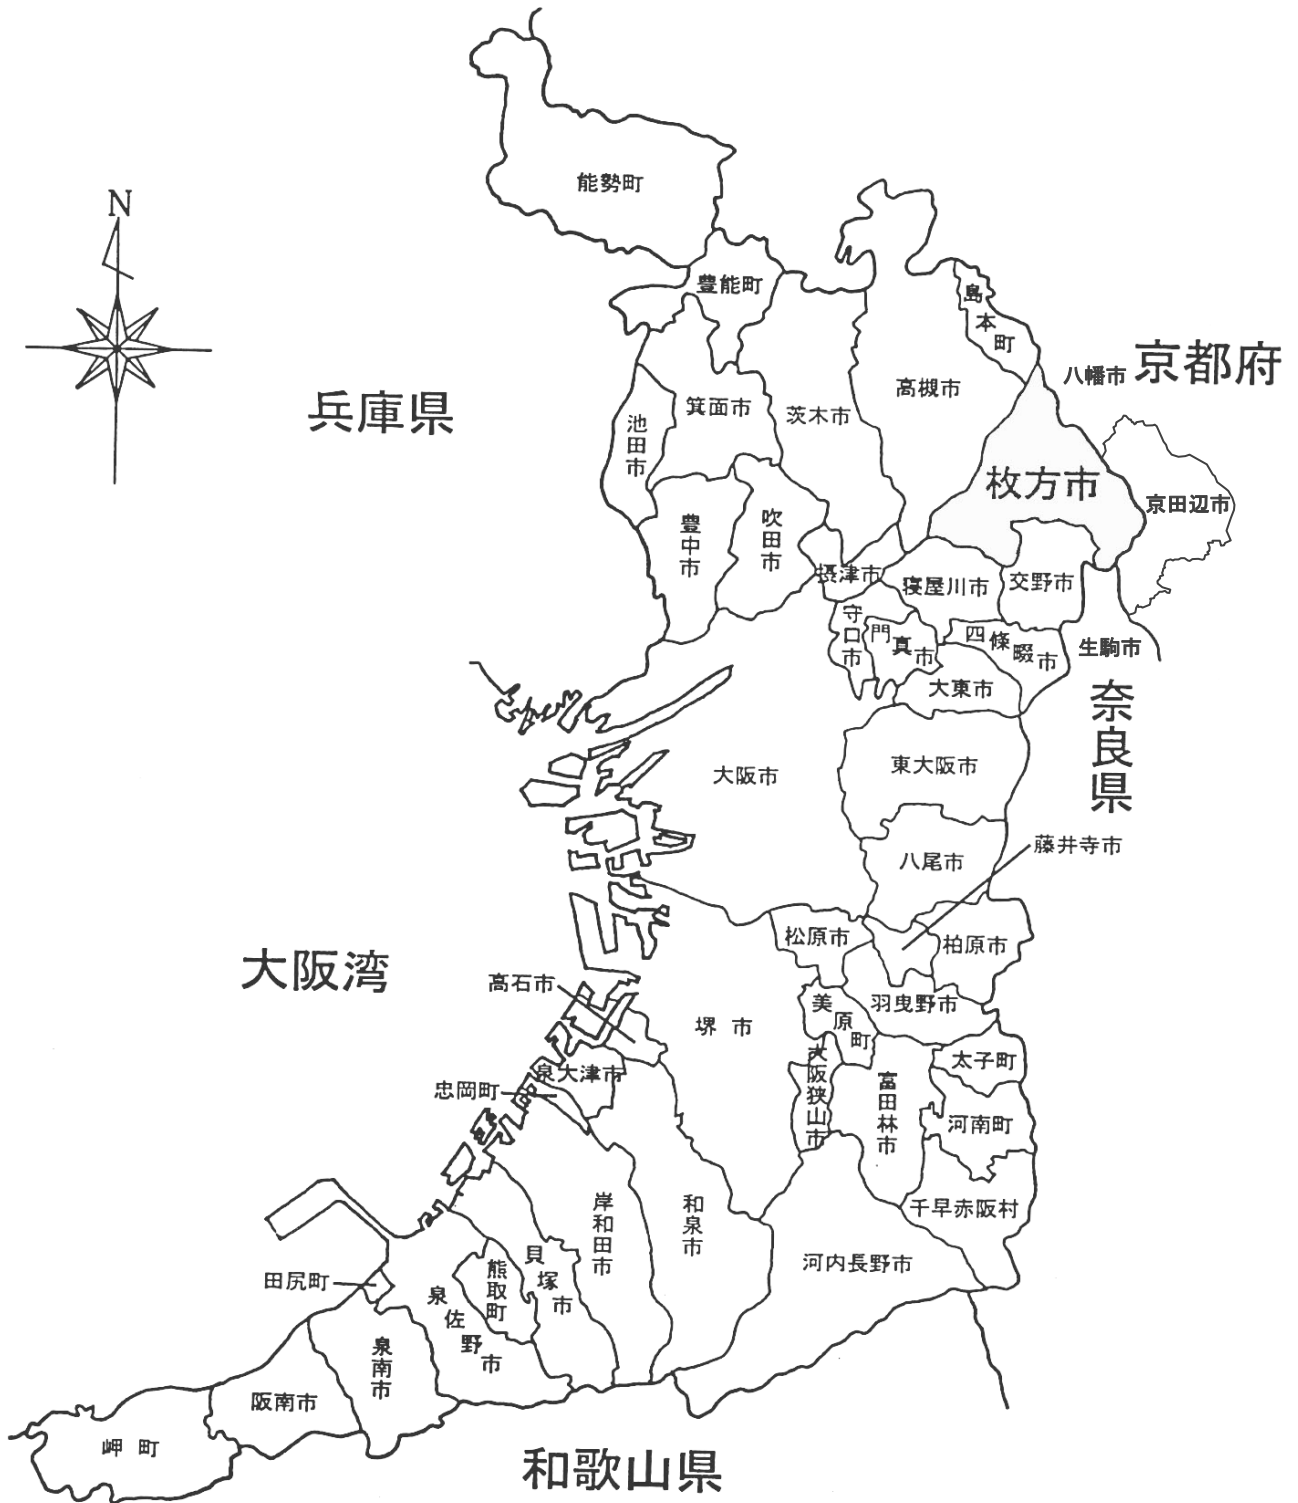 N
能勢町
豊能町
島本町
京都府
八幡市
高槻市
兵庫県
箕面市
茨木市
池田市
枚方市
京田辺市
豊中市
吹田市
摂津市
寝屋川市
交野市
守口市
門真市
四條畷市
生駒市
大東市
奈良県
東大阪市
大阪市
藤井寺市
八尾市
松原市
柏原市
大阪湾
高石市
羽曳野市
美原町
堺市
大阪狭山市
太子町
泉大津市
忠岡町
富田林市
河南町
千早赤阪村
岸和田市
和泉市
河内長野市
貝塚市
熊取町
田尻町
泉佐野市
泉南市
阪南市
岬町
和歌山県